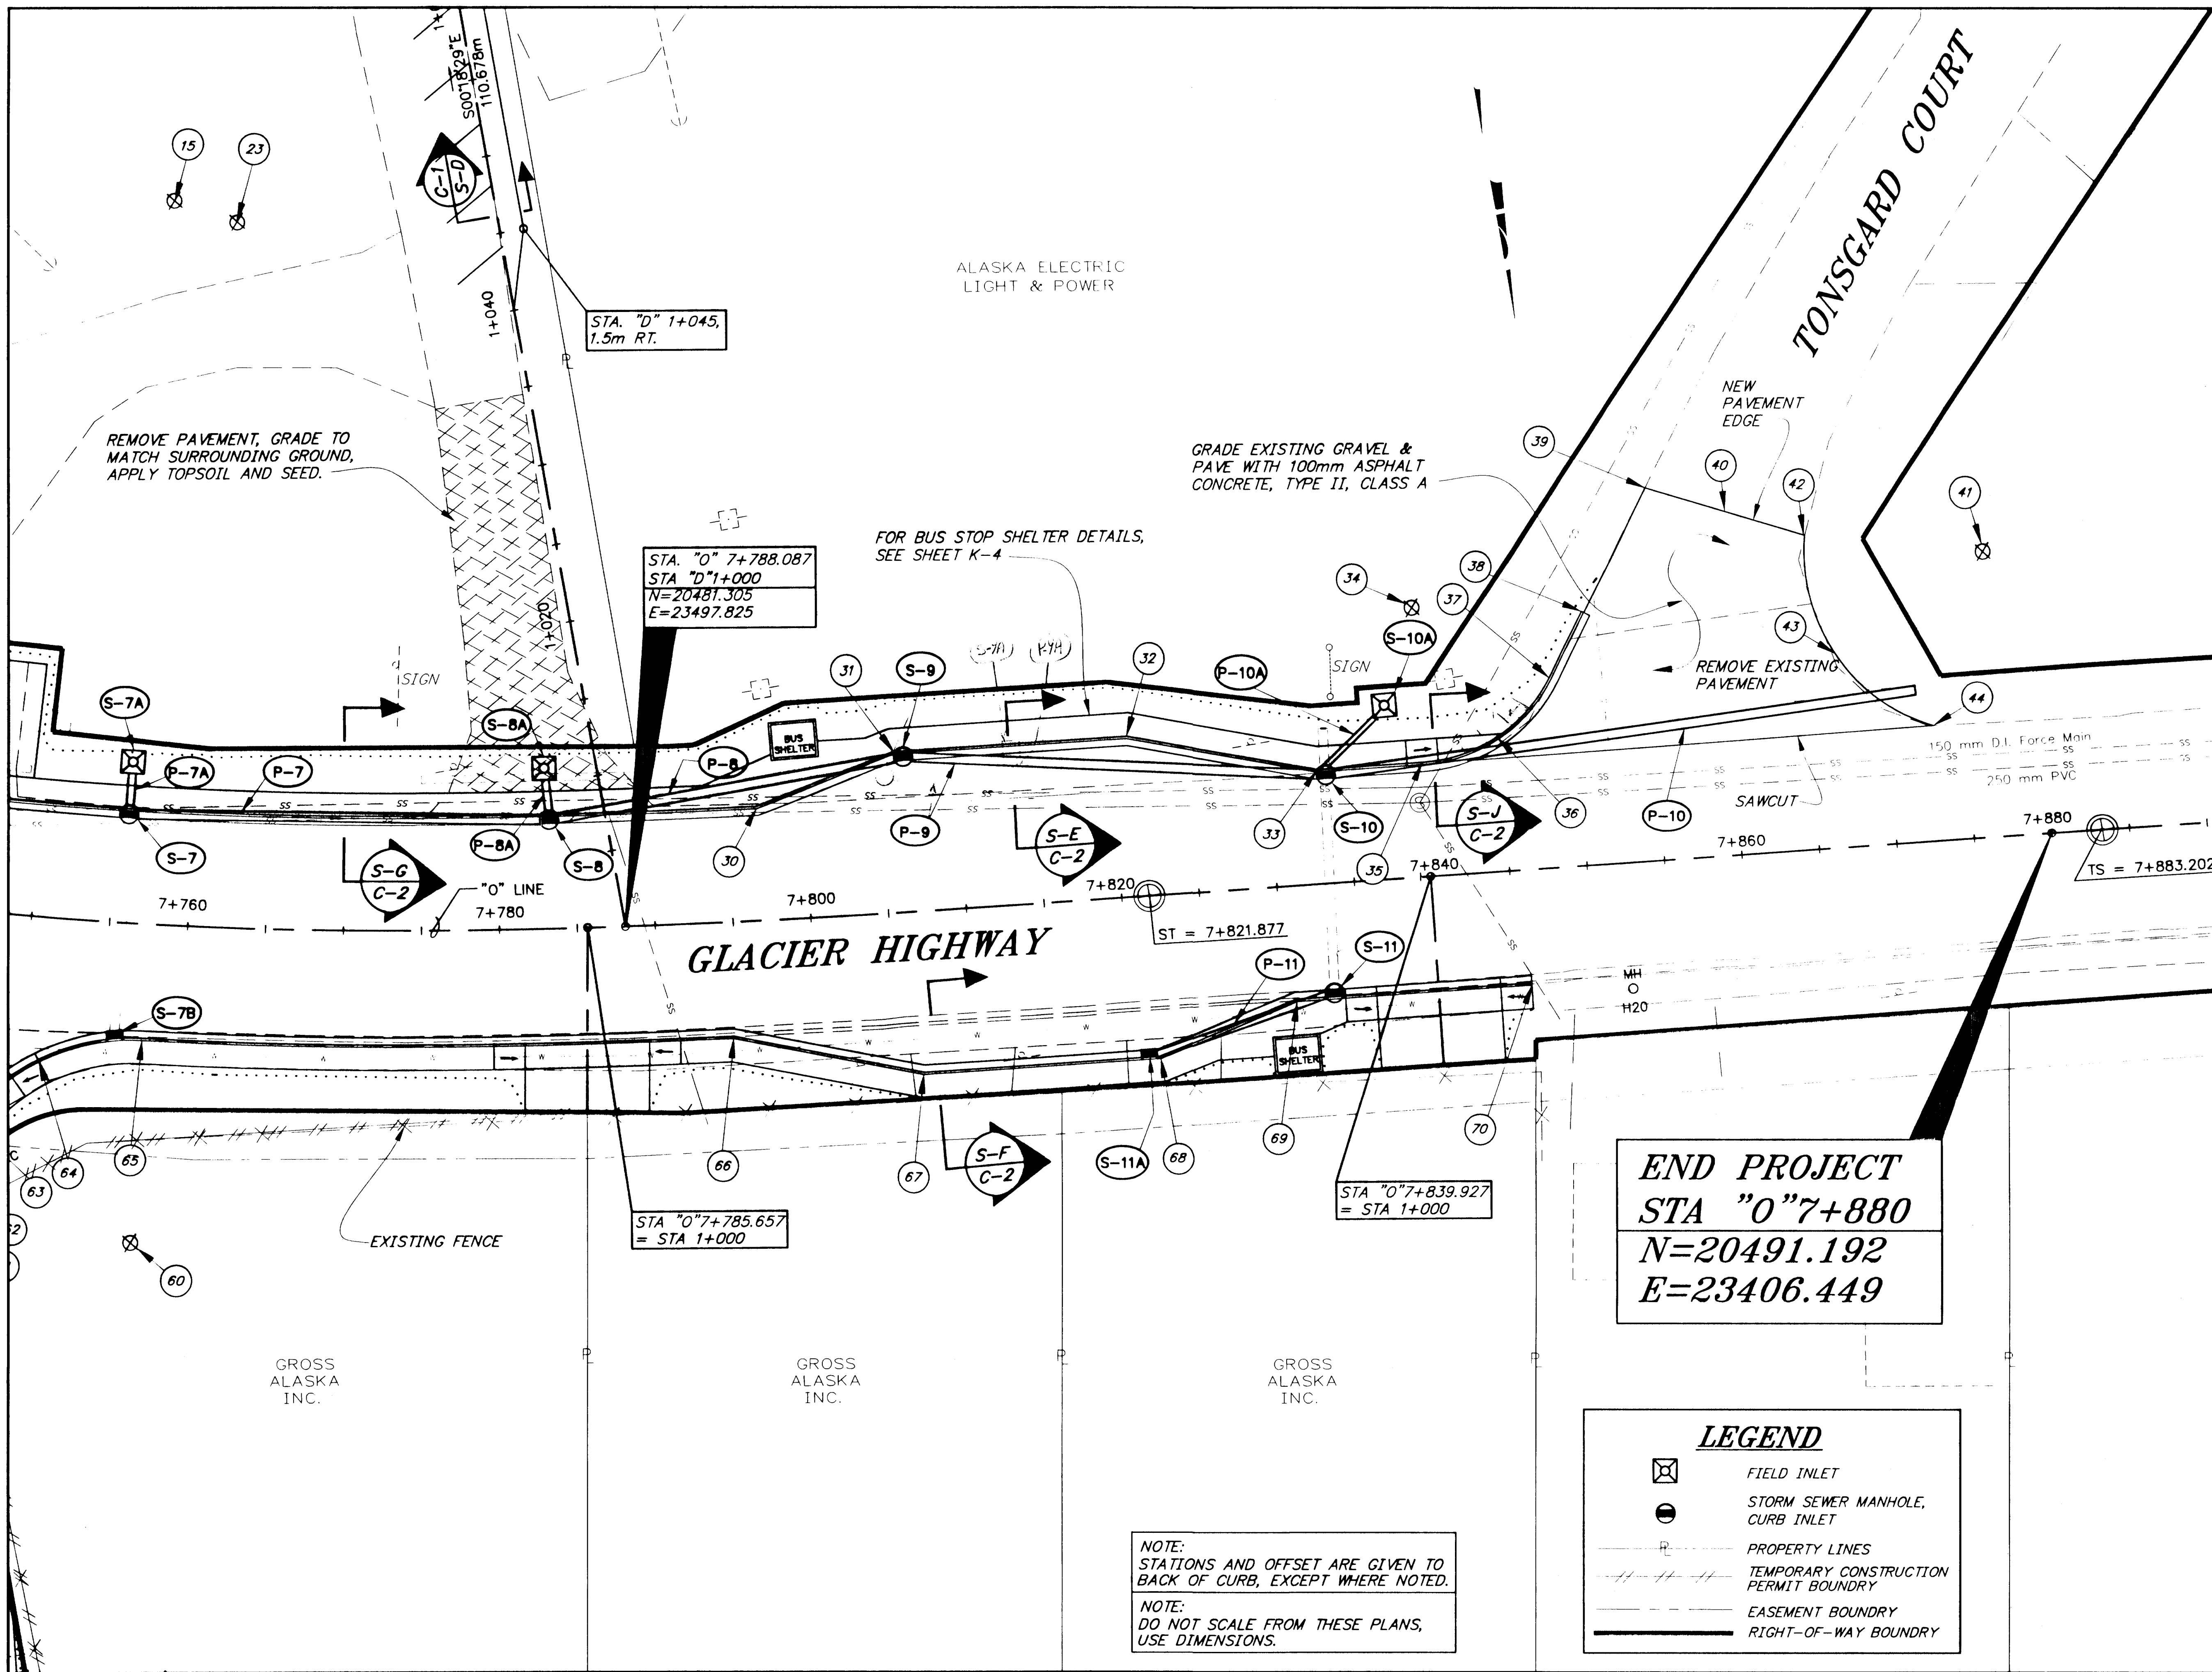 S00°18'29"E
110.678m
15
23
C-1
S-D
1+040
STA. "D" 1+045,
1.5m RT.
ALASKA ELECTRIC
LIGHT & POWER
TONSGARD COURT
NEW
PAVEMENT
EDGE
REMOVE PAVEMENT, GRADE TO
MATCH SURROUNDING GROUND,
APPLY TOPSOIL AND SEED.
GRADE EXISTING GRAVEL &
PAVE WITH 100mm ASPHALT
CONCRETE, TYPE II, CLASS A
39
40
42
41
FOR BUS STOP SHELTER DETAILS,
SEE SHEET K-4
STA. "O" 7+788.087
STA "D"1+000
N=20481.305
E=23497.825
1+020
38
34
37
43
S-10A
SIGN
REMOVE EXISTING
PAVEMENT
SIGN
31
S-9
32
P-10A
44
S-7A
S-8A
BUS
SHELTER
P-7A
P-7
P-8
150 mm D.I. Force Main
250 mm PVC
SAWCUT
S-7
P-8A
S-8
30
P-9
S-E
C-2
33
S-10
S-J
C-2
36
P-10
35
S-G
C-2
"O" LINE
7+760
7+780
7+800
7+820
7+840
7+860
7+880
TS = 7+883.202
ST = 7+821.877
GLACIER HIGHWAY
S-11
P-11
MH
H20
S-7B
BUS
SHELTER
63
64
65
66
67
S-F
C-2
S-11A
68
69
70
60
EXISTING FENCE
STA "O"7+785.657
= STA 1+000
STA "O"7+839.927
= STA 1+000
END PROJECT
STA "O"7+880
N=20491.192
E=23406.449
GROSS
ALASKA
INC.
GROSS
ALASKA
INC.
GROSS
ALASKA
INC.
NOTE:
STATIONS AND OFFSET ARE GIVEN TO
BACK OF CURB, EXCEPT WHERE NOTED.
NOTE:
DO NOT SCALE FROM THESE PLANS,
USE DIMENSIONS.
LEGEND
FIELD INLET
STORM SEWER MANHOLE,
CURB INLET
PROPERTY LINES
TEMPORARY CONSTRUCTION
PERMIT BOUNDRY
EASEMENT BOUNDRY
RIGHT-OF-WAY BOUNDRY